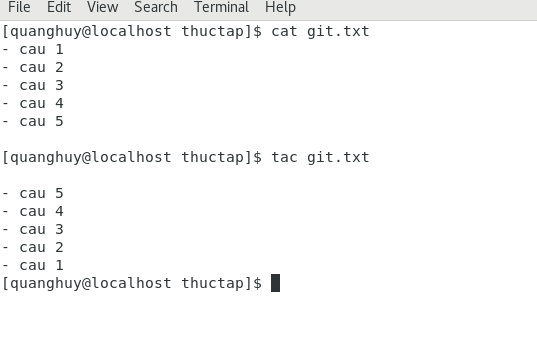 File Edit View Search Terminal Help
[quanghuy@localhost thuctap]$ cat git.txt
- cau 1
- cau 2
- cau 3
- cau 4
- cau 5
[quanghuy@localhost thuctap]$ tac git.txt
- cau 5
- cau 4
- cau 3
- cau 2
- cau 1
[quanghuy@localhost thuctap]$